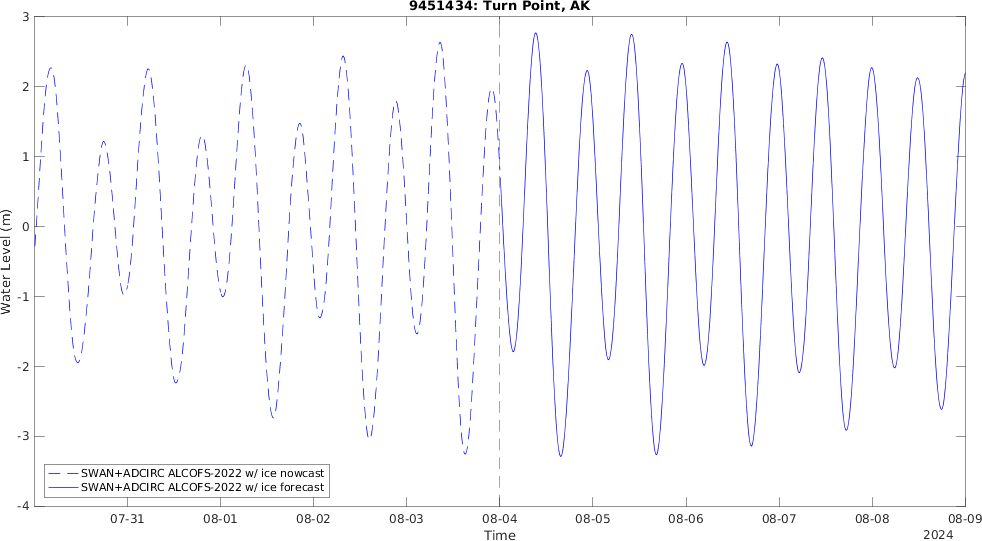 9451434: Turn Point, AK
3
2
1
0
-1
-2
-3
-4
Water Level (m)
SWAN+ADCIRC ALCOFS-2022 w/ ice nowcast
SWAN+ADCIRC ALCOFS-2022 w/ ice forecast
07-31 08-01 08-02 08-03 08-04 08-05 08-06 08-07 08-08 08-09
Time
2024